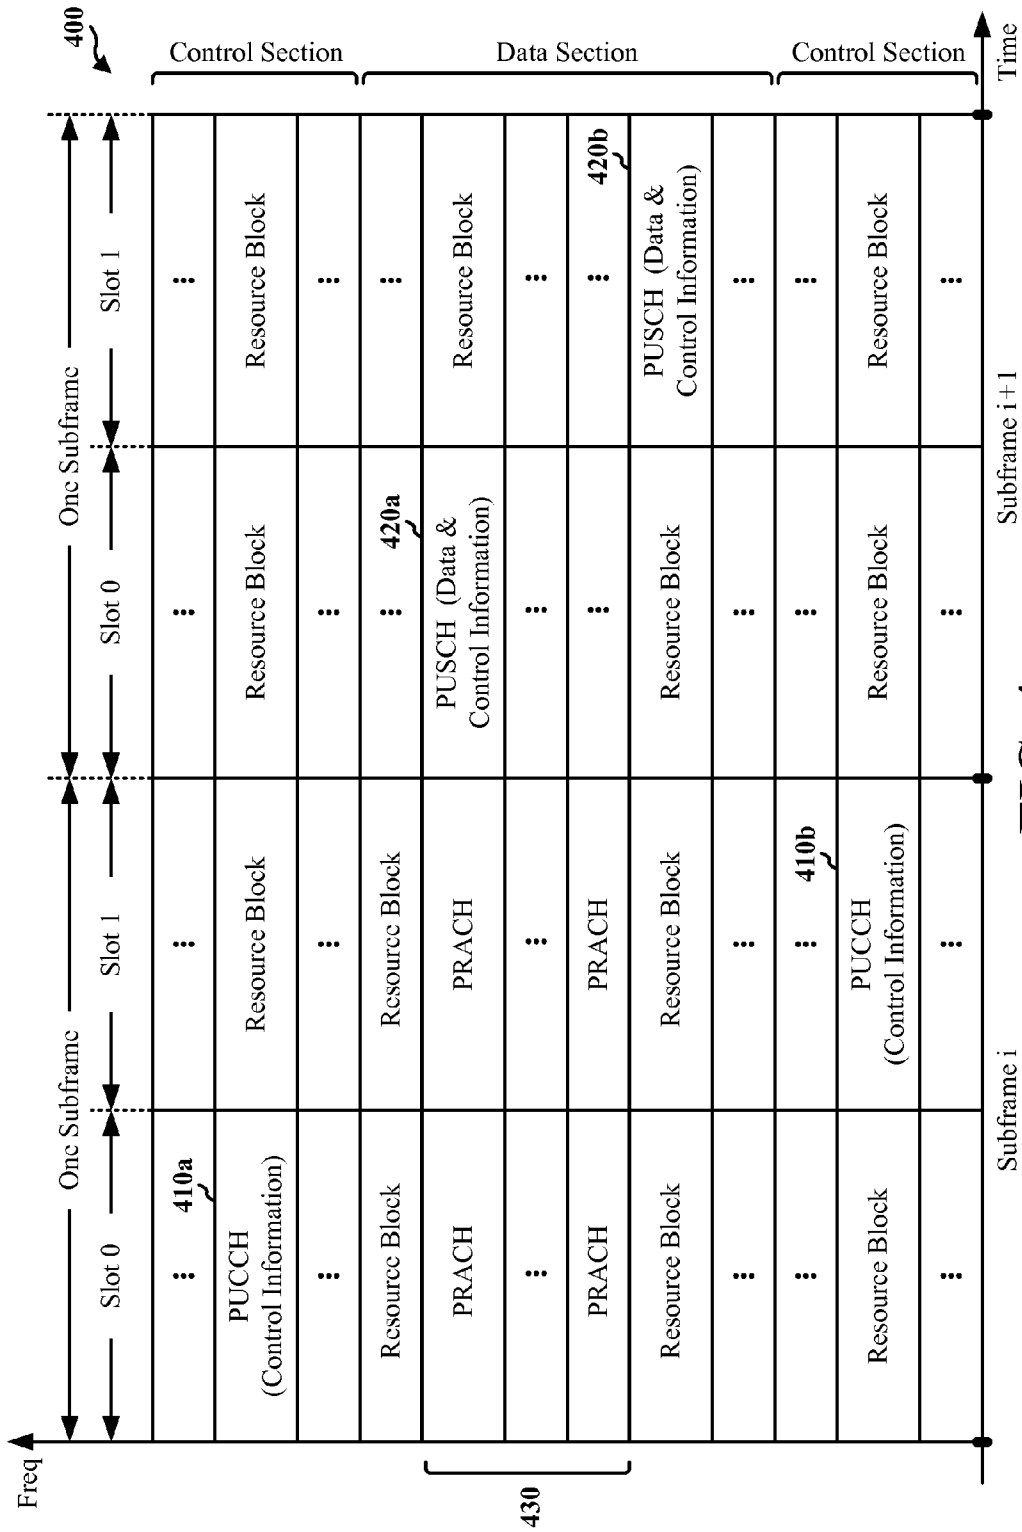 400
One Subframe
One Subframe
Slot 0
Slot 1
Slot 0
Slot 1
Freq
Control Section
Data Section
Control Section
...
...
...
...
410a
PUCCH
(Control Information)
Resource Block
Resource Block
Resource Block
...
...
...
...
Resource Block
Resource Block
...
...
420a
430
PRACH
PRACH
PUSCH (Data &
Control Information)
Resource Block
...
...
...
...
PRACH
PRACH
...
...
420b
Resource Block
Resource Block
Resource Block
PUSCH (Data &
Control Information)
...
...
...
...
...
...
...
...
410b
Resource Block
PUCCH
(Control Information)
Resource Block
Resource Block
...
...
...
...
Time
Subframe i
Subframe i+1